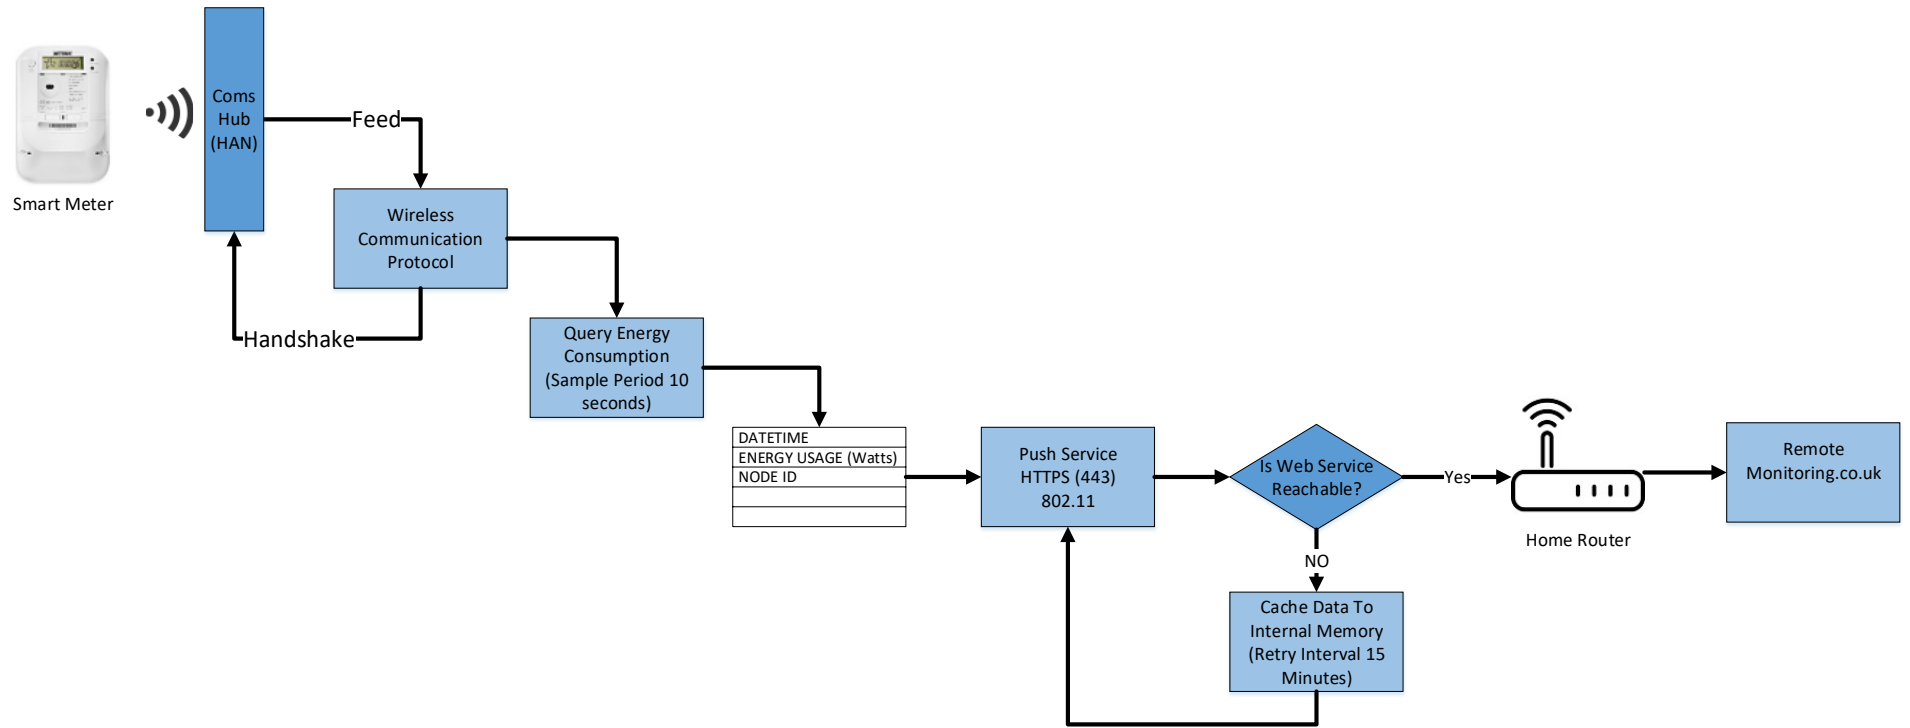 Smart Meter
Coms
Hub
(HAN)
Feed
Wireless
Communication
Protocol
Handshake
Query Energy
Consumption
(Sample Period 10
seconds)
DATETIME
ENERGY USAGE (Watts)
NODE ID
Push Service
HTTPS (443)
802.11
Is Web Service
Reachable?
Yes
NO
Cache Data To
Internal Memory
(Retry Interval 15
Minutes)
Home Router
Remote
Monitoring.co.uk